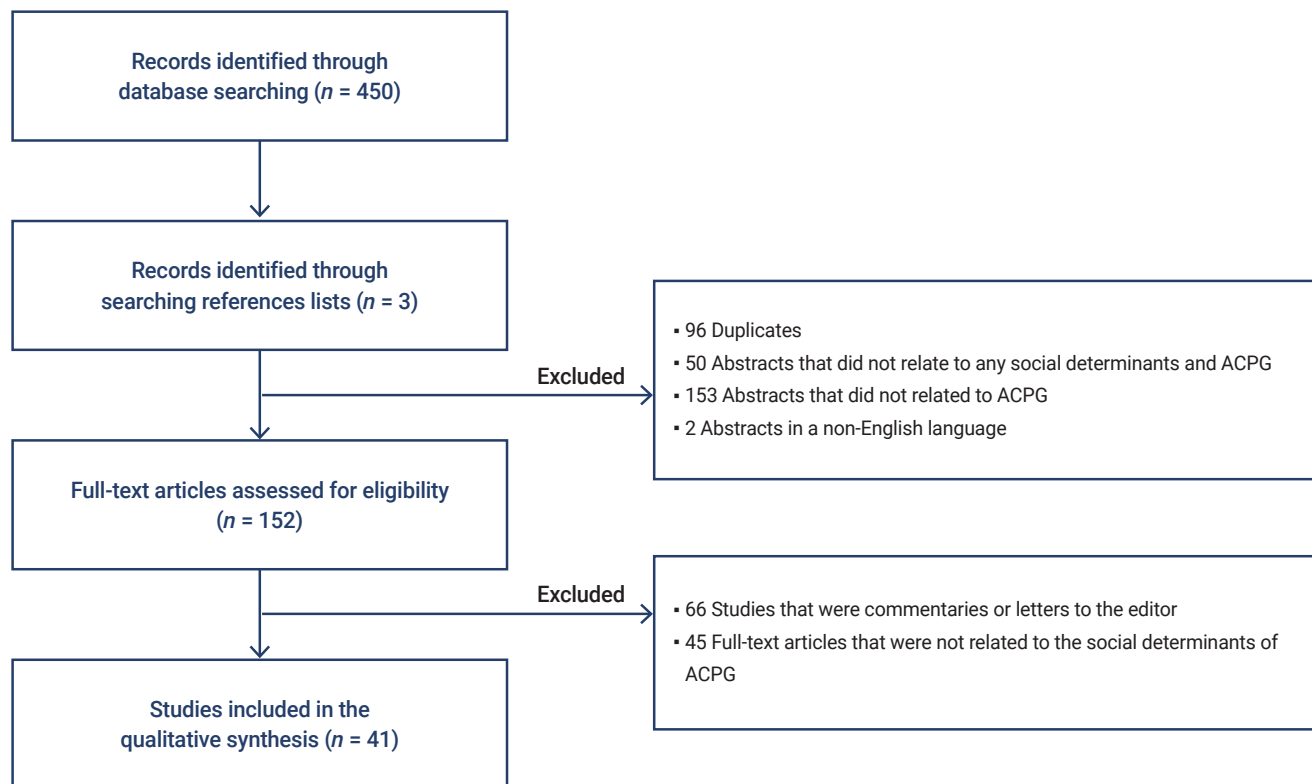 Records identified through
database searching (n = 450)
Records identified through
searching references lists (n = 3)
Excluded
▪ 96 Duplicates
▪ 50 Abstracts that did not relate to any social determinants and ACPG
▪ 153 Abstracts that did not related to ACPG
▪ 2 Abstracts in a non-English language
Full-text articles assessed for eligibility
(n = 152)
Excluded
▪ 66 Studies that were commentaries or letters to the editor
▪ 45 Full-text articles that were not related to the social determinants of
ACPG
Studies included in the
qualitative synthesis (n = 41)